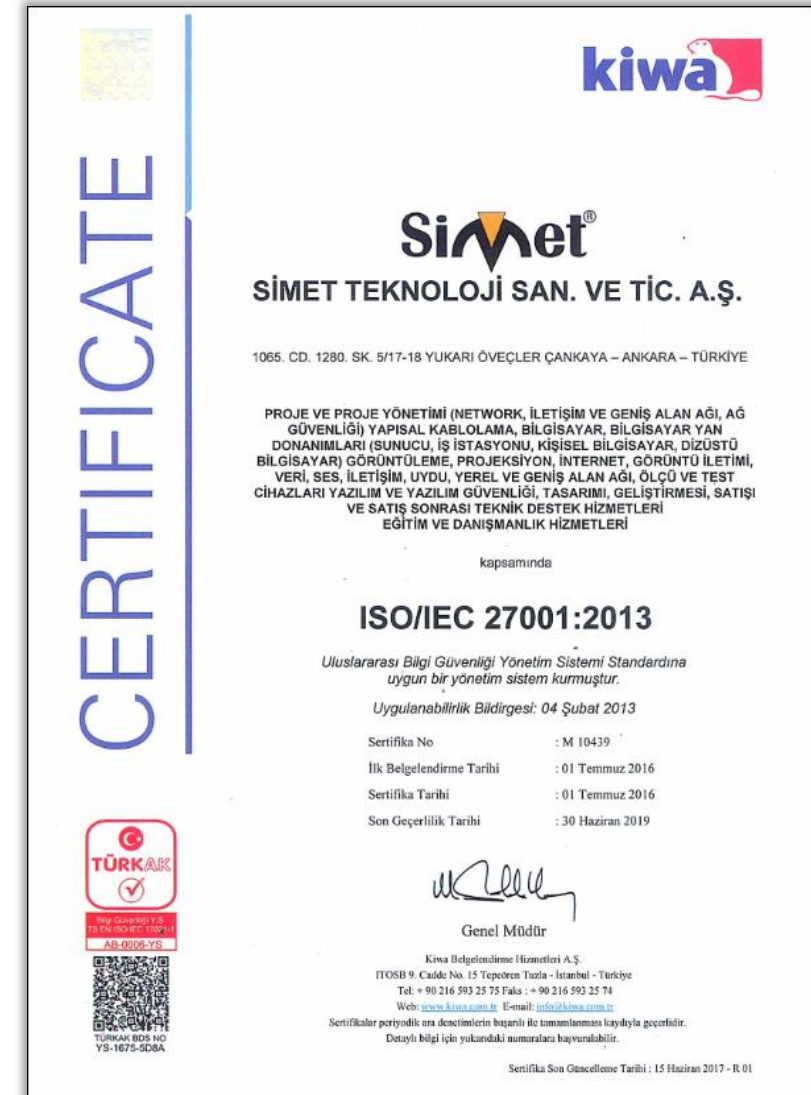 kiwa
CERTIFICATE
Simet®
SİMET TEKNOLOJİ SAN. VE TİC. A.Ş.
1065. CD. 1280. SK. 5/17-18 YUKARI ÖVEÇLER ÇANKAYA – ANKARA – TÜRKİYE
PROJE VE PROJE YÖNETİMİ (NETWORK, İLETİŞİM VE GENİŞ ALAN AĞI, AĞ
GÜVENLİĞİ) YAPISAL KABLOLAMA, BİLGİSAYAR, BİLGİSAYAR YAN
DONANIMLARI (SUNUCU, İŞ İSTASYONU, KİŞİSEL BİLGİSAYAR, DİZÜSTÜ
BİLGİSAYAR) GÖRÜNTÜLEME, PROJEKSİYON, İNTERNET, GÖRÜNTÜ İLETİMİ,
VERİ, SES, İLETİŞİM, UYDU, YEREL VE GENİŞ ALAN AĞI, ÖLÇÜ VE TEST
CİHAZLARI YAZILIM VE YAZILIM GÜVENLİĞİ, TASARIMI, GELİŞTİRMESİ, SATIŞI
VE SATIŞ SONRASI TEKNİK DESTEK HİZMETLERİ
EĞİTİM VE DANIŞMANLIK HİZMETLERİ
kapsamında
ISO/IEC 27001:2013
Uluslararası Bilgi Güvenliği Yönetim Sistemi Standardına
uygun bir yönetim sistem kurmuştur.
Uygulanabilirlik Bildirgesi: 04 Şubat 2013
Sertifika No : M 10439
İlk Belgelendirme Tarihi : 01 Temmuz 2016
Sertifika Tarihi : 01 Temmuz 2016
Son Geçerlilik Tarihi : 30 Haziran 2019
Genel Müdür
Kiwa Belgelendirme Hizmetleri A.Ş.
ITOSB 9. Cadde No. 15 Tepeören Tuzla - İstanbul - Türkiye
Tel: + 90 216 593 25 75 Faks : + 90 216 593 25 74
Web: www.kiwa.com.tr E-mail: info@kiwa.com.tr
Sertifikalar periyodik ara denetimlerin başarılı ile tamamlanması kaydıyla geçerlidir.
Detaylı bilgi için yukarıdaki numaralara başvurulabilir.
Sertifika Son Güncelleme Tarihi : 15 Haziran 2017 - R 01
TÜRKAK
Bilgi Güvenliği Y.S.
TS EN ISO IEC 17021-1
AB-0006-YS
TÜRKAK BDS NO
YS-1675-5D8A